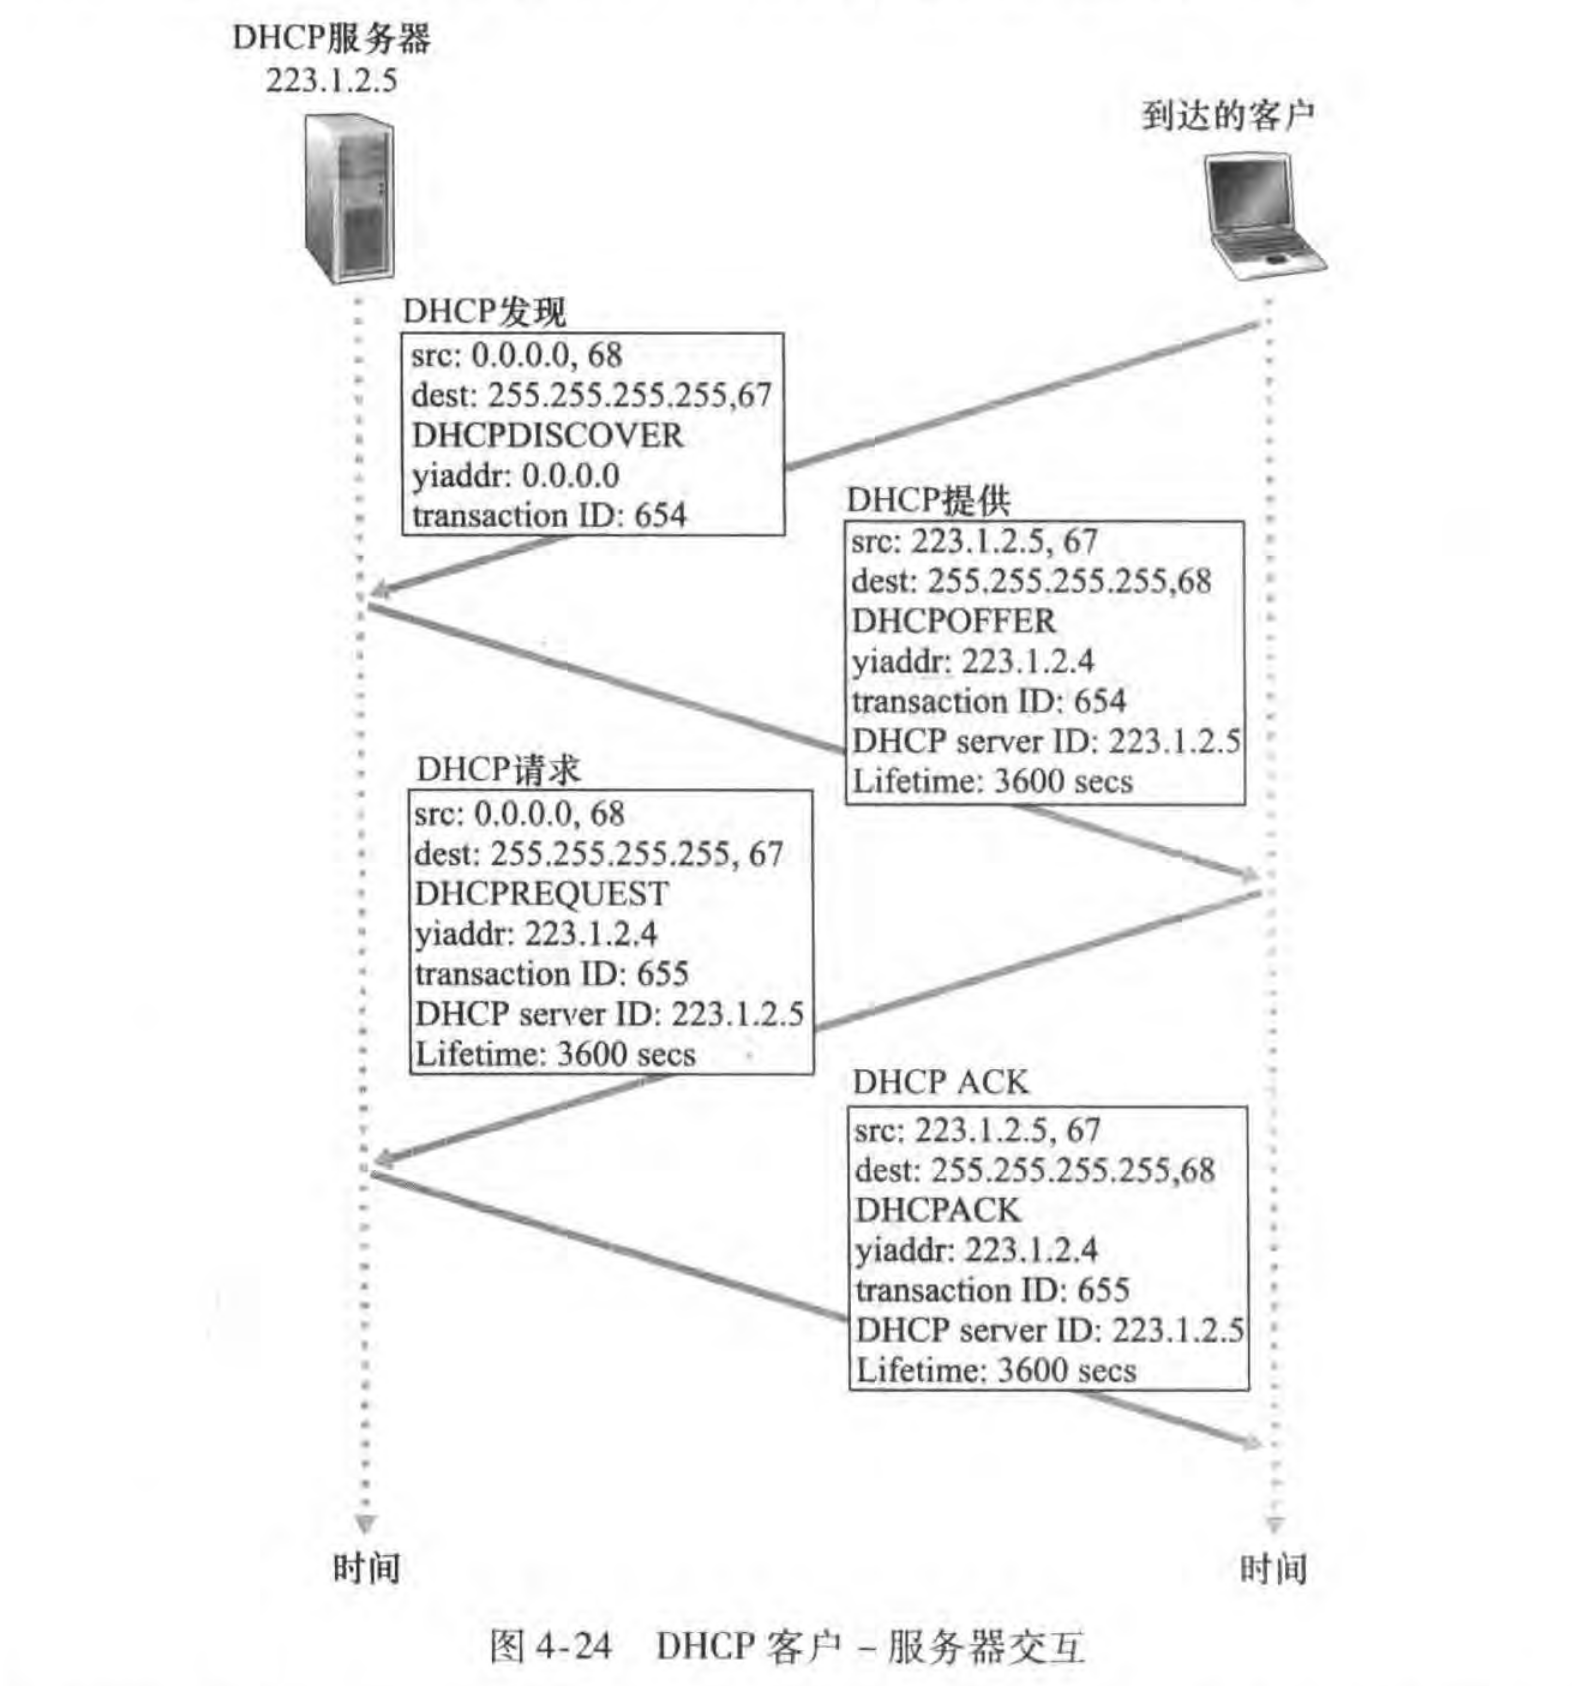 DHCP服务器
223.1.2.5
到达的客户
DHCP发现
src: 0.0.0.0, 68
dest: 255.255.255.255,67
DHCPDISCOVER
yiaddr: 0.0.0.0
transaction ID: 654
DHCP提供
src: 223.1.2.5, 67
dest: 255.255.255.255,68
DHCPOFFER
yiaddr: 223.1.2.4
transaction ID: 654
DHCP server ID: 223.1.2.5
Lifetime: 3600 secs
DHCP请求
src: 0.0.0.0, 68
dest: 255.255.255.255, 67
DHCPREQUEST
yiaddr: 223.1.2.4
transaction ID: 655
DHCP server ID: 223.1.2.5
Lifetime: 3600 secs
DHCP ACK
src: 223.1.2.5, 67
dest: 255.255.255.255,68
DHCPACK
yiaddr: 223.1.2.4
transaction ID: 655
DHCP server ID: 223.1.2.5
Lifetime: 3600 secs
时间
时间
图 4-24 DHCP 客户 – 服务器交互